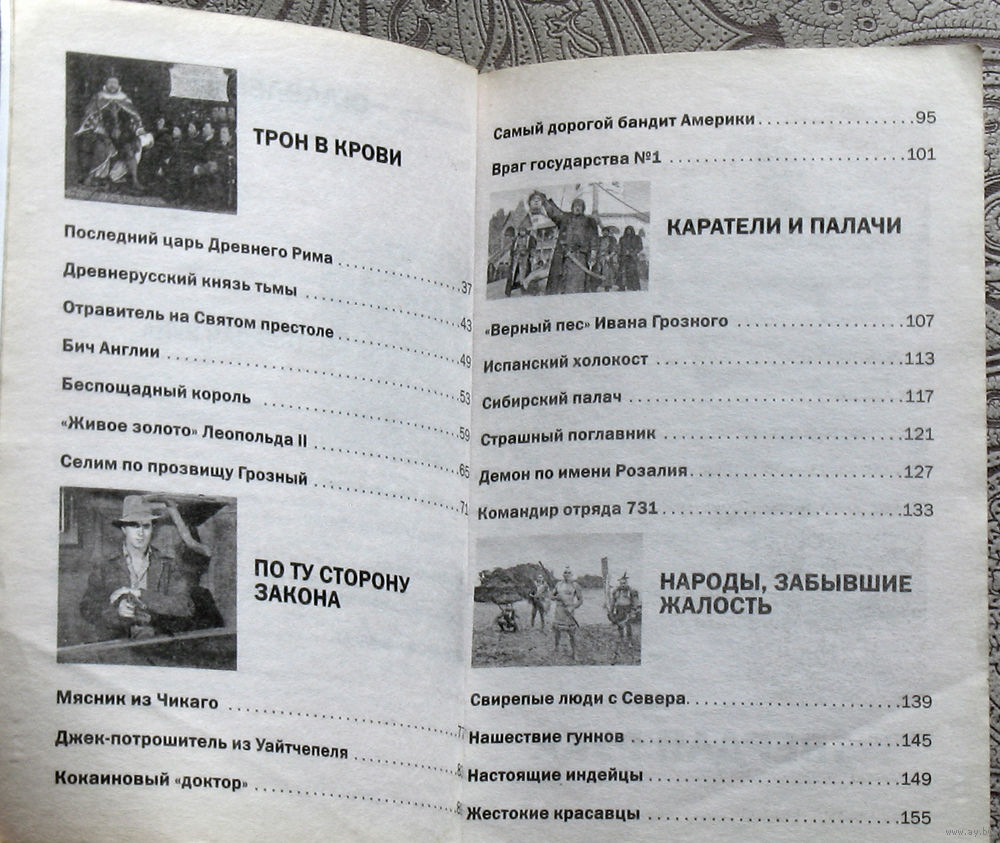 ТРОН В КРОВИ
Последний царь Древнего Рима 37
Древнерусский князь тьмы 43
Отравитель на Святом престоле 49
Бич Англии 53
Беспощадный король 59
«Живое золото» Леопольда II 65
Селим по прозвищу Грозный 71
ПО ТУ СТОРОНУ
ЗАКОНА
Мясник из Чикаго 77
Джек-потрошитель из Уайтчепеля
Кокаиновый «доктор»
Самый дорогой бандит Америки 95
Враг государства №1 101
КАРАТЕЛИ И ПАЛАЧИ
«Верный пес» Ивана Грозного 107
Испанский холокост 113
Сибирский палач 117
Страшный поглавник 121
Демон по имени Розалия 127
Командир отряда 731 133
НАРОДЫ, ЗАБЫВШИЕ
ЖАЛОСТЬ
Свирепые люди с Севера 139
Нашествие гуннов 145
Настоящие индейцы 149
Жестокие красавцы 155